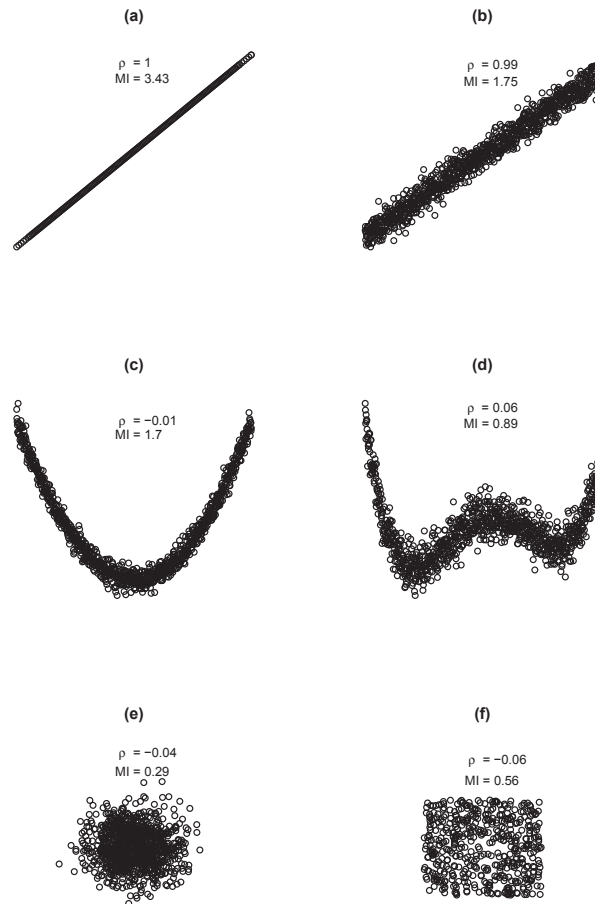 (a)
ρ = 1
MI = 3.43
(b)
ρ = 0.99
MI = 1.75
(c)
ρ = −0.01
MI = 1.7
(d)
ρ = 0.06
MI = 0.89
(e)
ρ = −0.04
MI = 0.29
(f)
ρ = −0.06
MI = 0.56